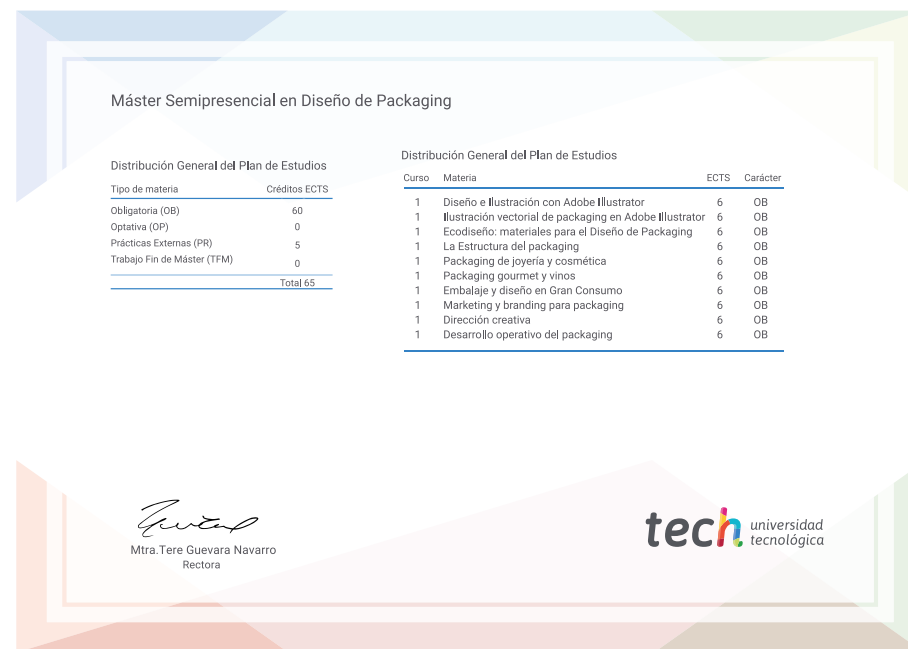 Máster Semipresencial en Diseño de Packaging
Distribución General del Plan de Estudios
Tipo de materia Créditos ECTS
Obligatoria (OB) 60
Optativa (OP) 0
Prácticas Externas (PR) 5
Trabajo Fin de Máster (TFM) 0
Total 65
Distribución General del Plan de Estudios
Curso Materia ECTS Carácter
1 Diseño e Ilustración con Adobe Illustrator 6 OB
1 Ilustración vectorial de packaging en Adobe Illustrator 6 OB
1 Ecodiseño: materiales para el Diseño de Packaging 6 OB
1 La Estructura del packaging 6 OB
1 Packaging de joyería y cosmética 6 OB
1 Packaging gourmet y vinos 6 OB
1 Embalaje y diseño en Gran Consumo 6 OB
1 Marketing y branding para packaging 6 OB
1 Dirección creativa 6 OB
1 Desarrollo operativo del packaging 6 OB
Mtra.Tere Guevara Navarro
Rectora
tech universidad
tecnológica